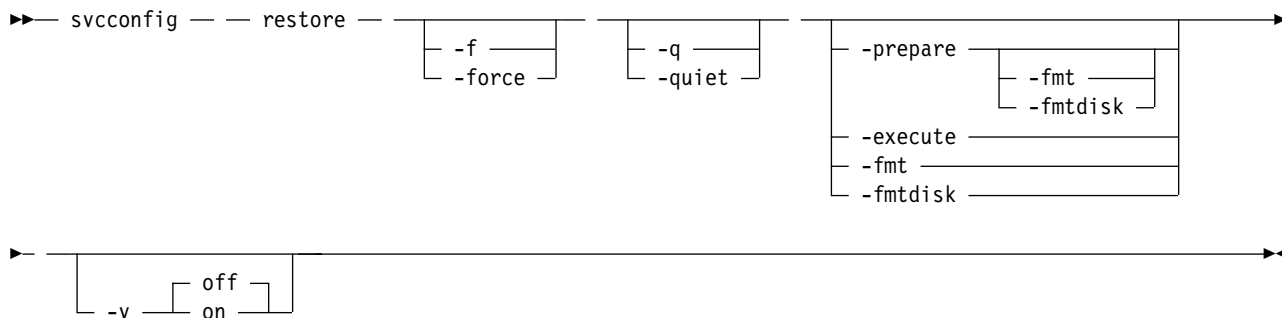 svcconfig restore
-f
-force
-q
-quiet
-prepare
-fmt
-fmtdisk
-execute
-fmt
-fmtdisk
off
-v on